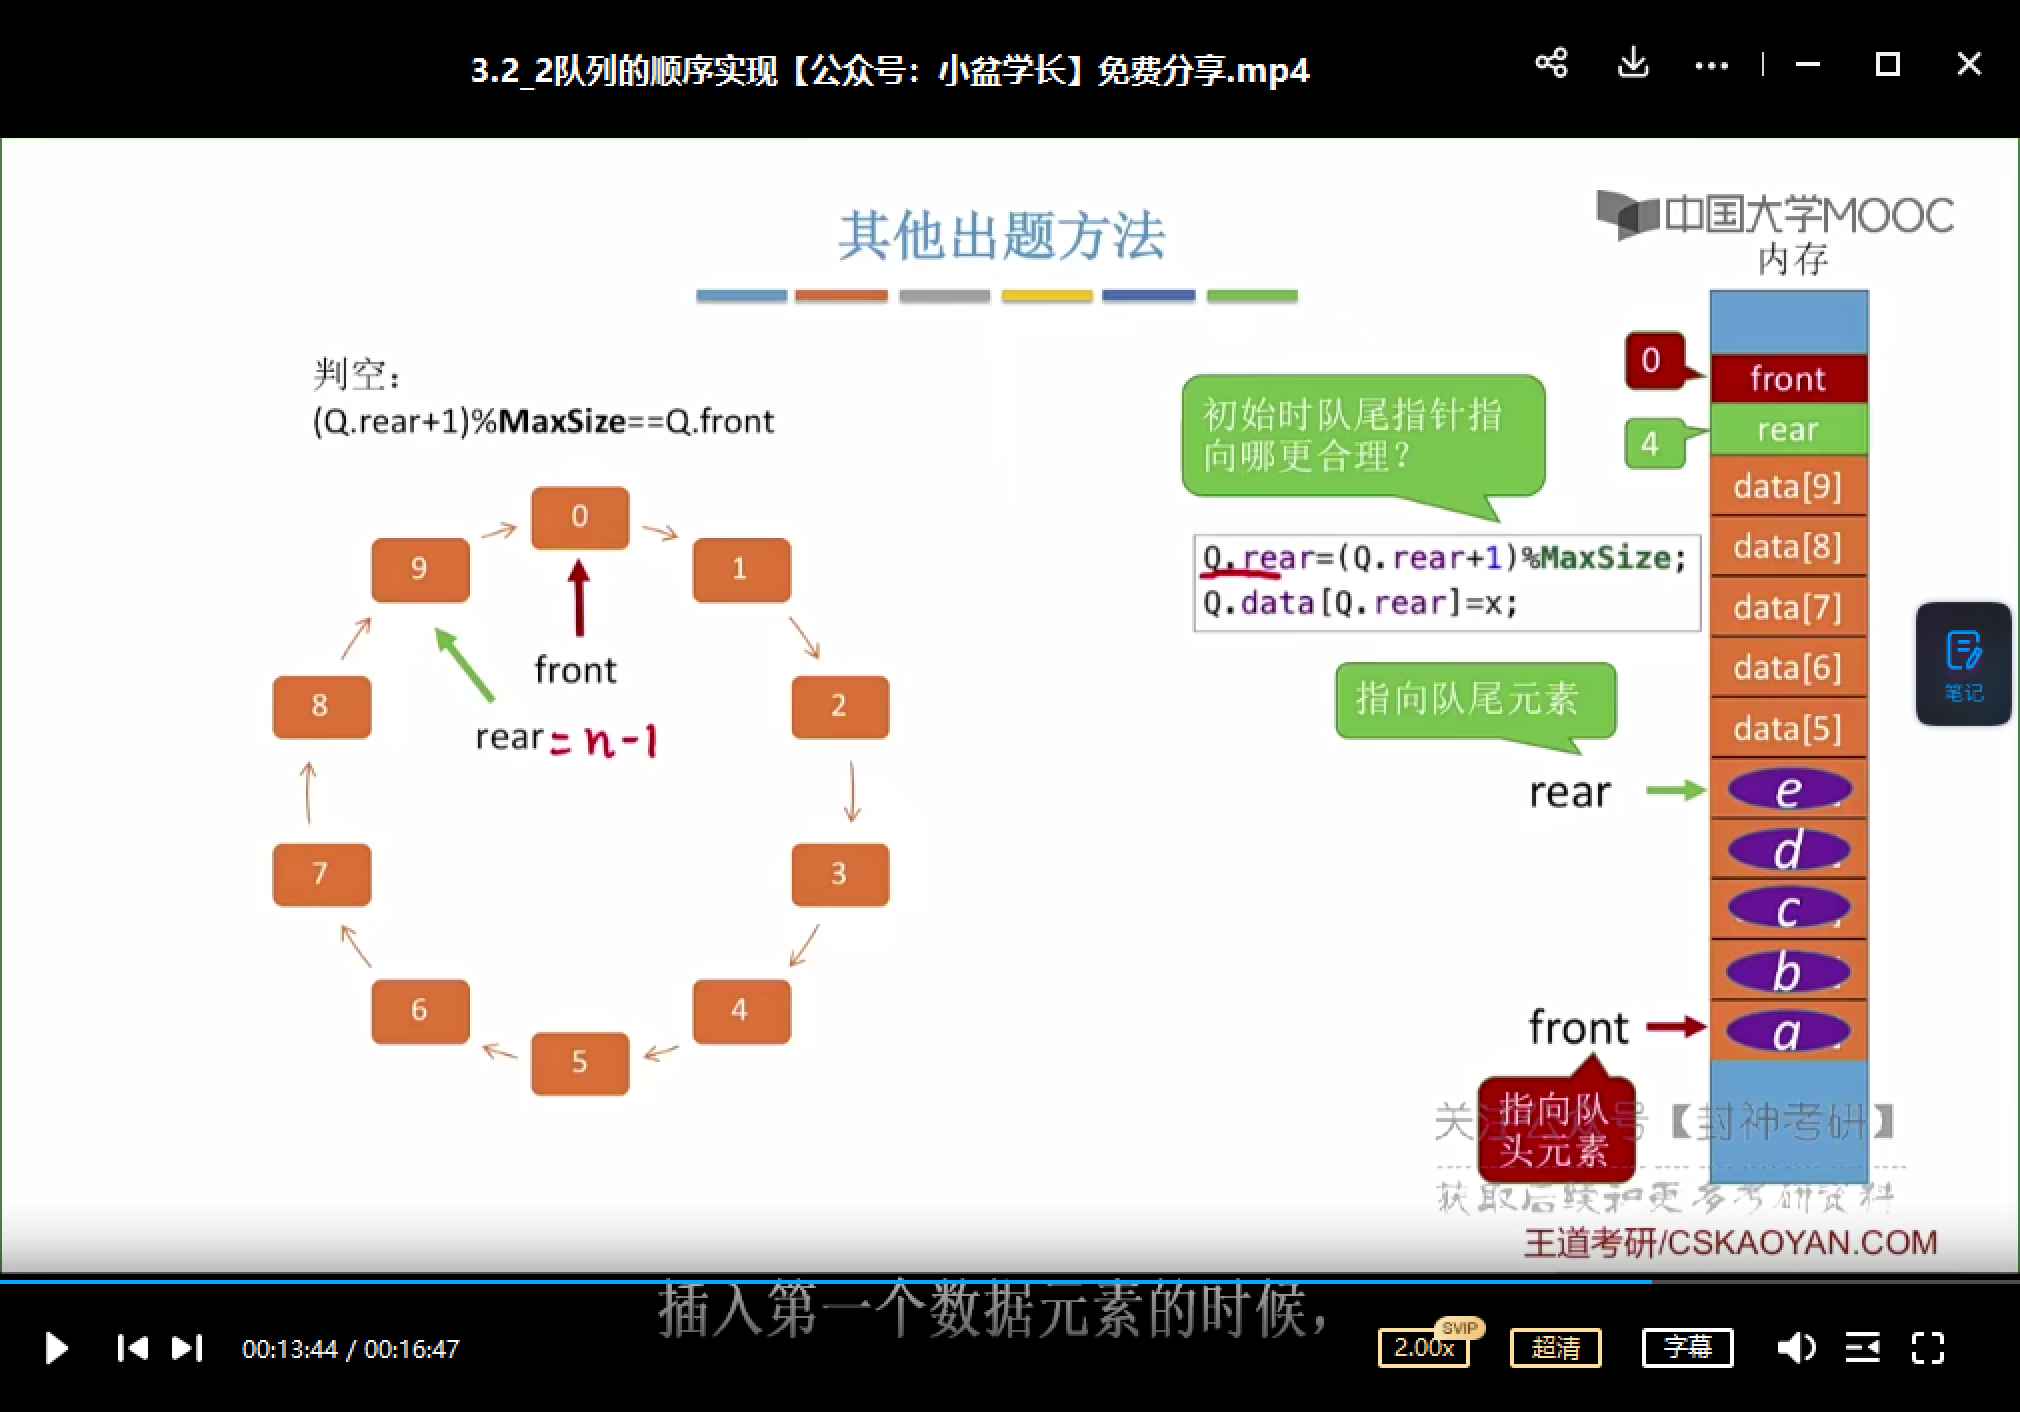 3.2_2队列的顺序实现【公众号：小盆学长】免费分享.mp4
中国大学MOOC
其他出题方法
内存
判空：
(Q.rear+1)%MaxSize==Q.front
0
1
2
3
4
5
6
7
8
9
front
rear = n-1
初始时队尾指针指
向哪更合理？
Q.rear=(Q.rear+1)%MaxSize;
Q.data[Q.rear]=x;
指向队尾元素
0
front
4
rear
data[9]
data[8]
data[7]
data[6]
data[5]
rear
e
d
c
b
front
a
指向队
头元素
关注公众号【封神考研】
获取后续和更多考研资料
王道考研/CSKAOYAN.COM
笔记
插入第一个数据元素的时候，
00:13:44 / 00:16:47
2.00x
SVIP
超清
字幕